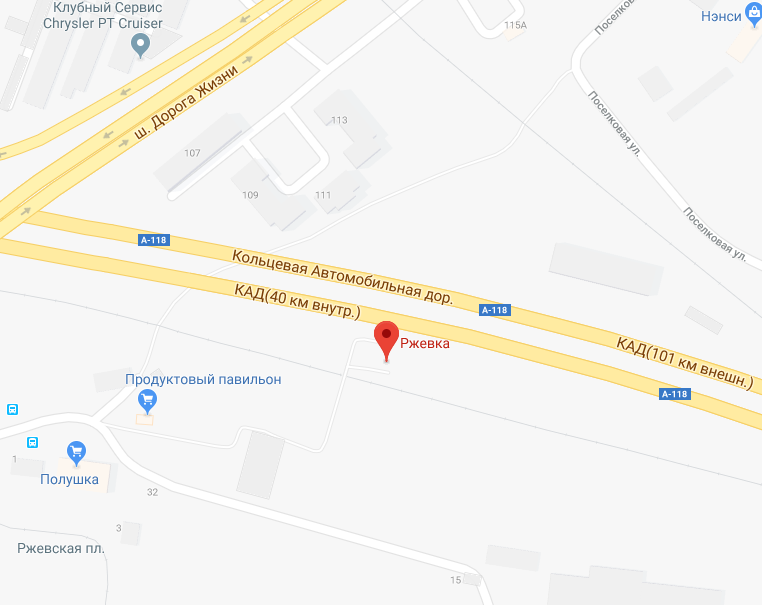 Клубный Сервис
Chrysler PT Cruiser
115А
Поселков
Нэнси
ш. Дорога Жизни
113
107
109
111
Поселковая ул.
Поселковая ул.
А-118
Кольцевая Автомобильная дор.
КАД(40 км внутр.)
А-118
КАД(101 км внешн.)
Ржевка
Продуктовый павильон
А-118
1
Полушка
32
3
Ржевская пл.
15